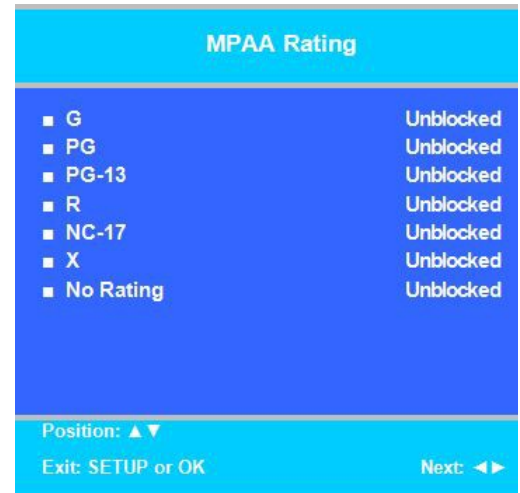 MPAA Rating
■ G Unblocked
■ PG Unblocked
■ PG-13 Unblocked
■ R Unblocked
■ NC-17 Unblocked
■ X Unblocked
■ No Rating Unblocked
Position: ▲▼
Exit: SETUP or OK Next: ◀▶